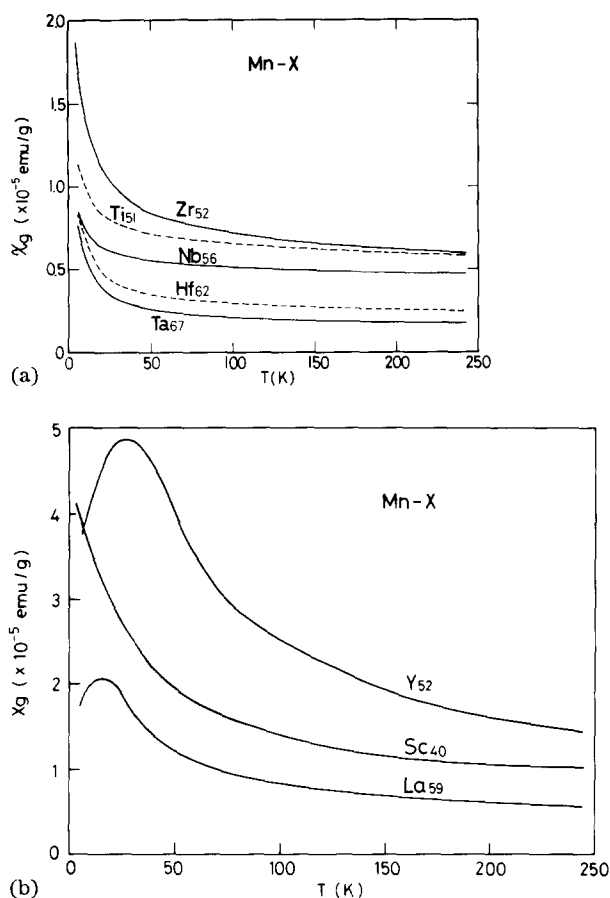 2.0
Mn-X
1.5
χg (×10⁻⁵ emu/g)
1.0
Ti51
Zr52
0.5
Nb56
Hf62
Ta67
0
0 50 100 150 200 250
(a)
T(K)
5
Mn-X
4
Xg (×10⁻⁵ emu/g)
3
2
Y52
Sc40
1
La59
0
0 50 100 150 200 250
(b)
T (K)